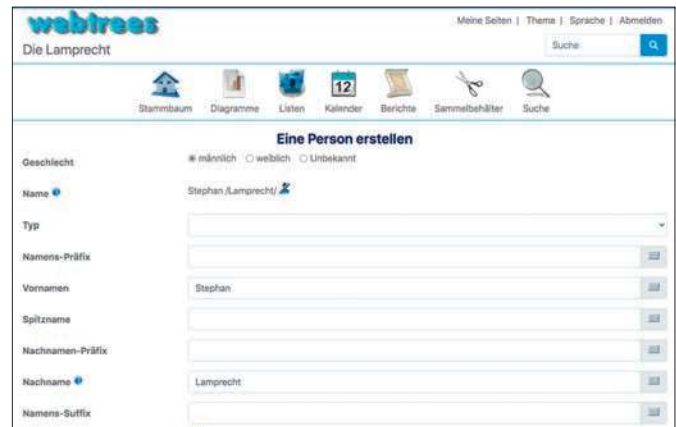 webtrees
Meine Seiten | Thema | Sprache | Abmelden
Die Lamprecht
Suche
12
Stammbaum Diagramme Listen Kalender Berichte Sammelbehälter Suche
Eine Person erstellen
Geschlecht
männlich weiblich Unbekannt
Name
Stephan /Lamprecht/
Typ
Namens-Präfix
Vornamen
Stephan
Spitzname
Nachnamen-Präfix
Nachname
Lamprecht
Namens-Suffix